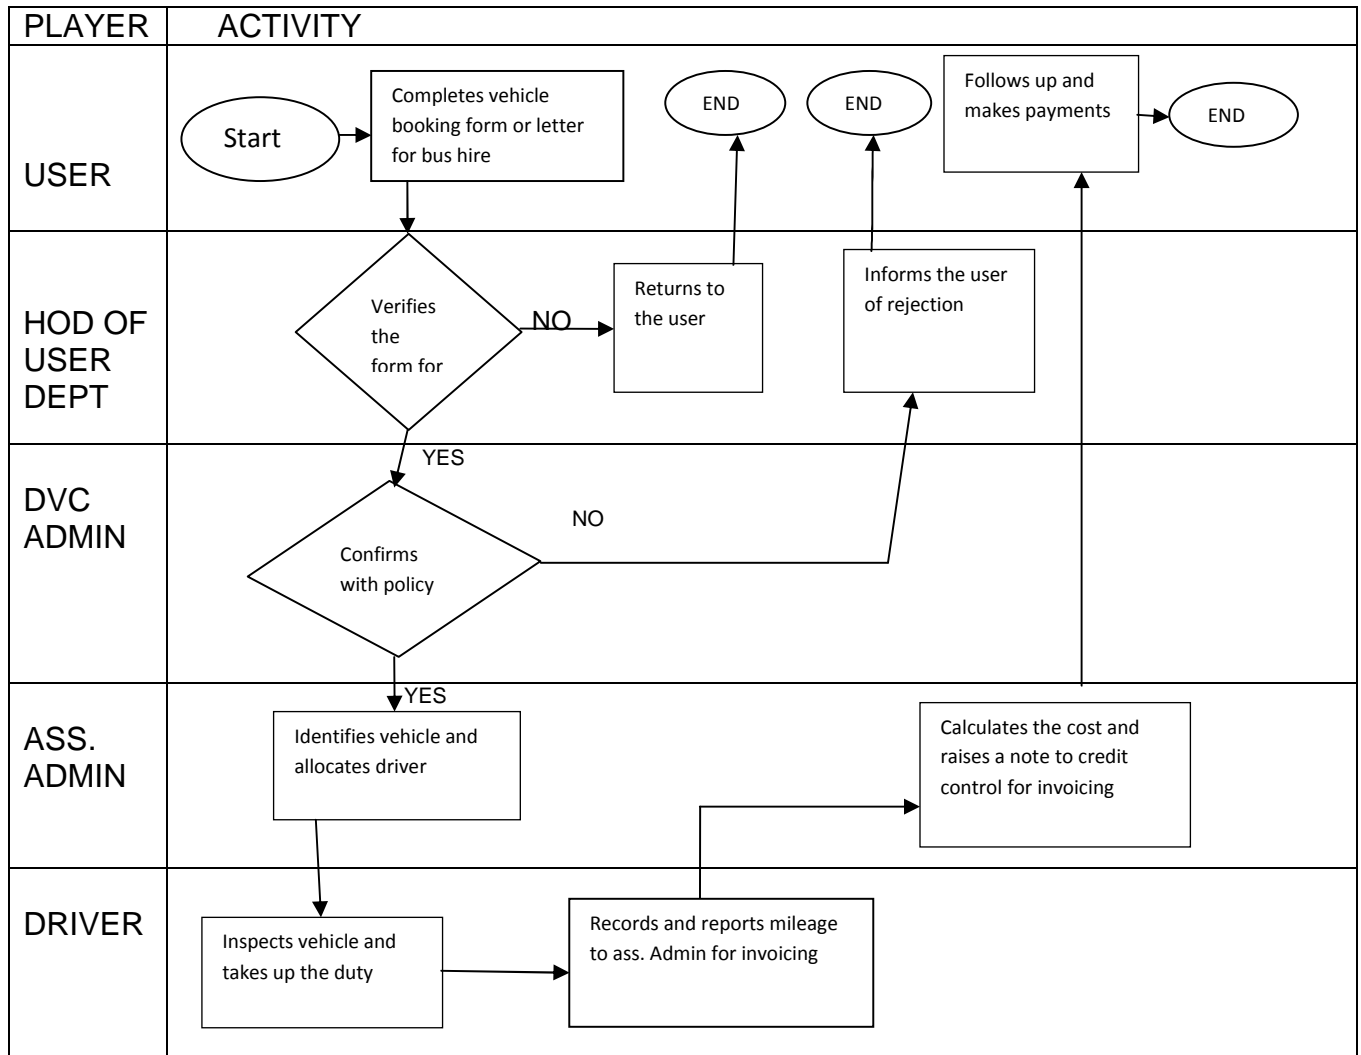 PLAYER
ACTIVITY
USER
Start
Completes vehicle
booking form or letter
for bus hire
END
END
Follows up and
makes payments
END
HOD OF
USER
DEPT
Verifies
the
form for
NO
Returns to
the user
Informs the user
of rejection
YES
DVC
ADMIN
Confirms
with policy
NO
YES
ASS.
ADMIN
Identifies vehicle and
allocates driver
Calculates the cost and
raises a note to credit
control for invoicing
DRIVER
Inspects vehicle and
takes up the duty
Records and reports mileage
to ass. Admin for invoicing